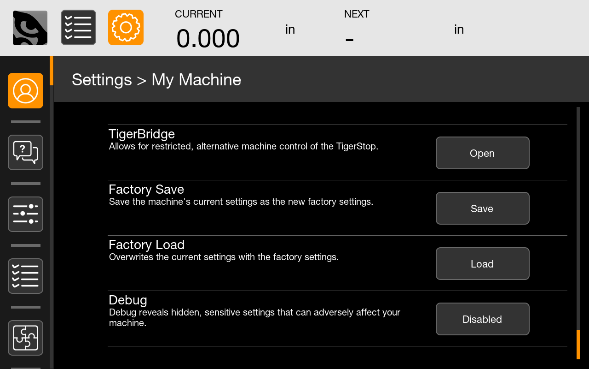 CURRENT
NEXT
0.000
in
-
in
Settings > My Machine
TigerBridge
Allows for restricted, alternative machine control of the TigerStop.
Open
Factory Save
Save the machine's current settings as the new factory settings.
Save
Factory Load
Overwrites the current settings with the factory settings.
Load
Debug
Debug reveals hidden, sensitive settings that can adversely affect your
machine.
Disabled